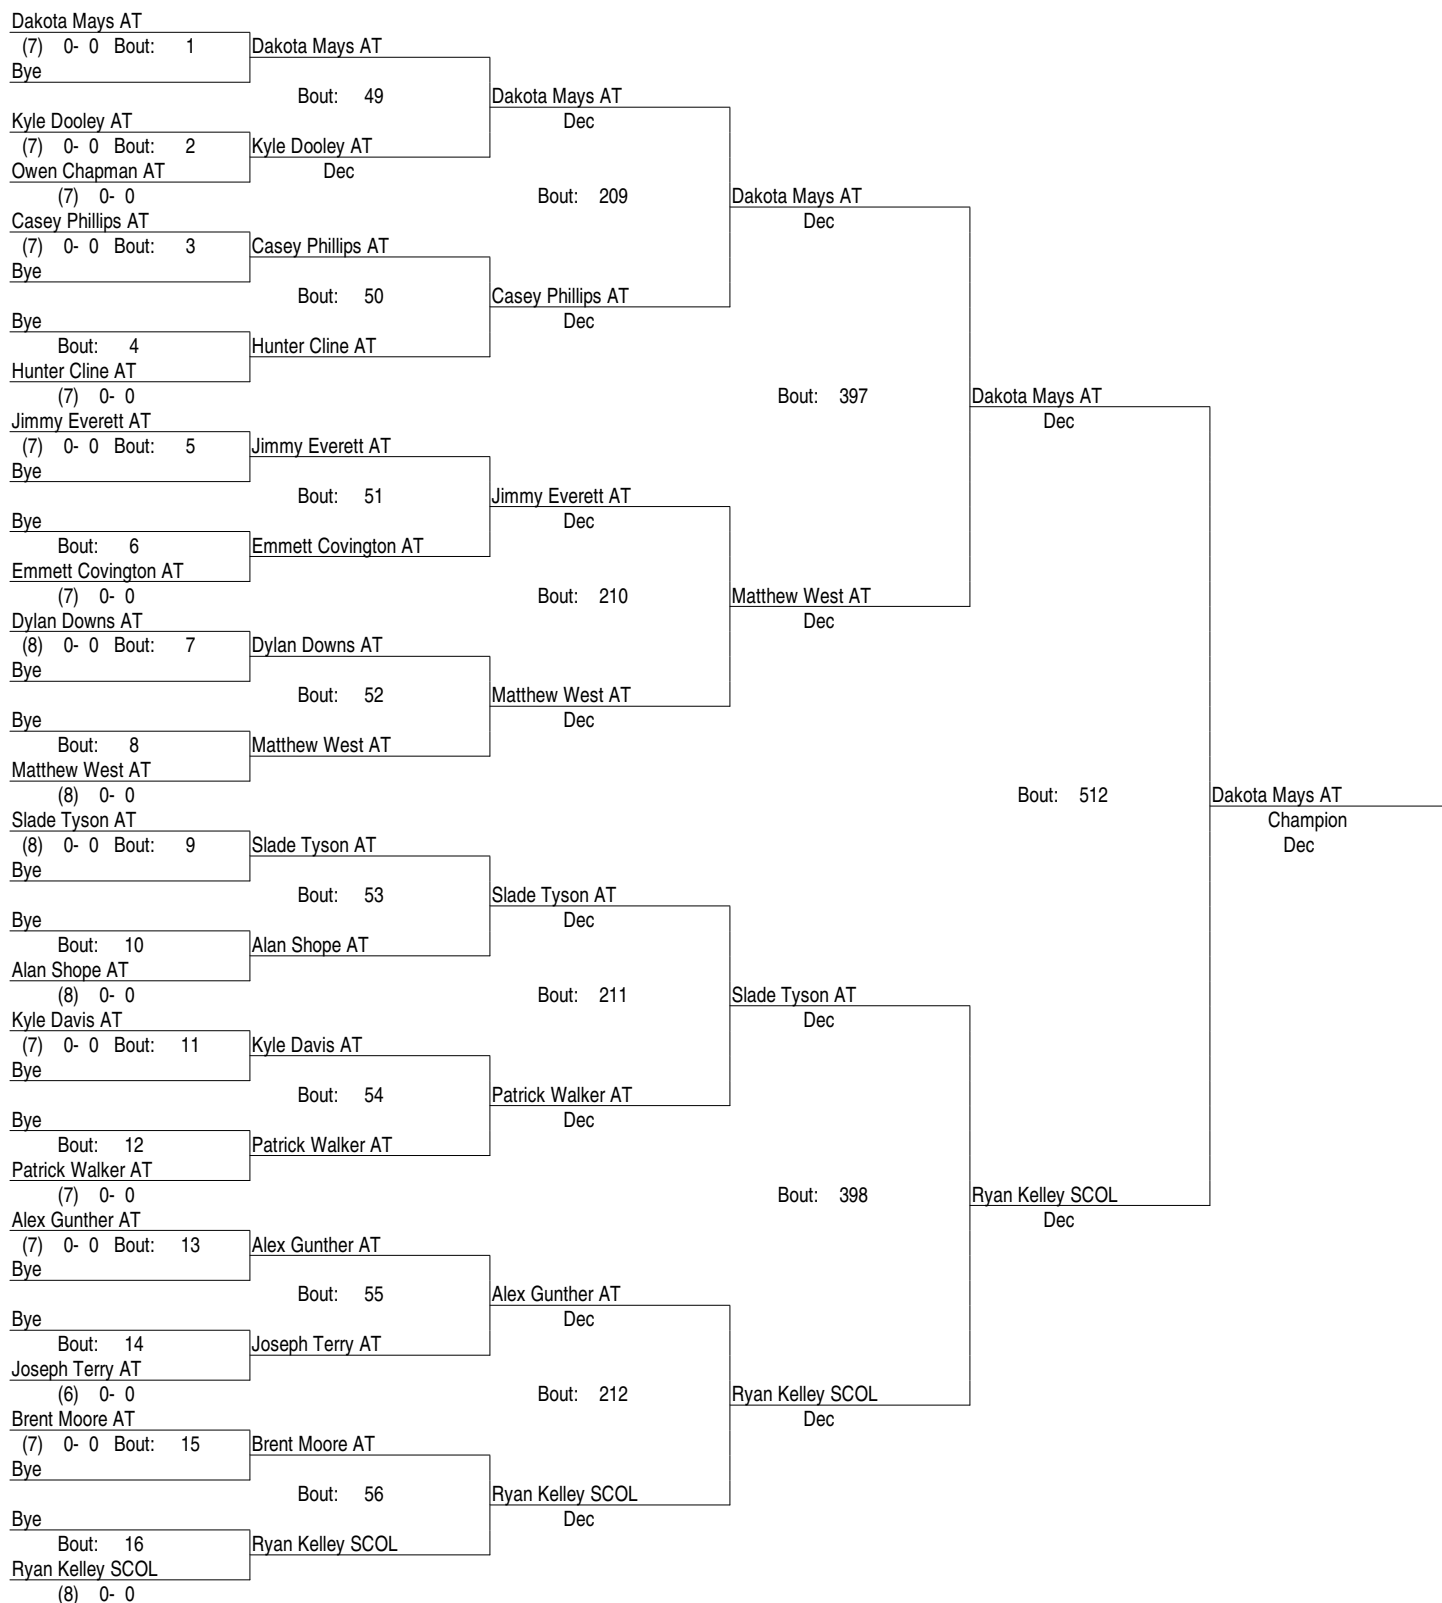 Dakota Mays AT
(7) 0- 0 Bout: 1
Bye
Kyle Dooley AT
(7) 0- 0 Bout: 2
Owen Chapman AT
(7) 0- 0
Casey Phillips AT
(7) 0- 0 Bout: 3
Bye
Bye
Bout: 4
Hunter Cline AT
(7) 0- 0
Jimmy Everett AT
(7) 0- 0 Bout: 5
Bye
Bye
Bout: 6
Emmett Covington AT
(7) 0- 0
Dylan Downs AT
(8) 0- 0 Bout: 7
Bye
Bye
Bout: 8
Matthew West AT
(8) 0- 0
Slade Tyson AT
(8) 0- 0 Bout: 9
Bye
Bye
Bout: 10
Alan Shope AT
(8) 0- 0
Kyle Davis AT
(7) 0- 0 Bout: 11
Bye
Bye
Bout: 12
Patrick Walker AT
(7) 0- 0
Alex Gunther AT
(7) 0- 0 Bout: 13
Bye
Bye
Bout: 14
Joseph Terry AT
(6) 0- 0
Brent Moore AT
(7) 0- 0 Bout: 15
Bye
Bye
Bout: 16
Ryan Kelley SCOL
(8) 0- 0
Dakota Mays AT
Bout: 49
Kyle Dooley AT
Dec
Casey Phillips AT
Bout: 50
Hunter Cline AT
Jimmy Everett AT
Bout: 51
Emmett Covington AT
Dylan Downs AT
Bout: 52
Matthew West AT
Slade Tyson AT
Bout: 53
Alan Shope AT
Kyle Davis AT
Bout: 54
Patrick Walker AT
Alex Gunther AT
Bout: 55
Joseph Terry AT
Brent Moore AT
Bout: 56
Ryan Kelley SCOL
Dakota Mays AT
Dec
Bout: 209
Casey Phillips AT
Dec
Jimmy Everett AT
Dec
Bout: 210
Matthew West AT
Dec
Slade Tyson AT
Dec
Bout: 211
Patrick Walker AT
Dec
Alex Gunther AT
Dec
Bout: 212
Ryan Kelley SCOL
Dec
Dakota Mays AT
Dec
Bout: 397
Matthew West AT
Dec
Slade Tyson AT
Dec
Bout: 398
Ryan Kelley SCOL
Dec
Dakota Mays AT
Dec
Bout: 512
Ryan Kelley SCOL
Dec
Dakota Mays AT
Champion
Dec